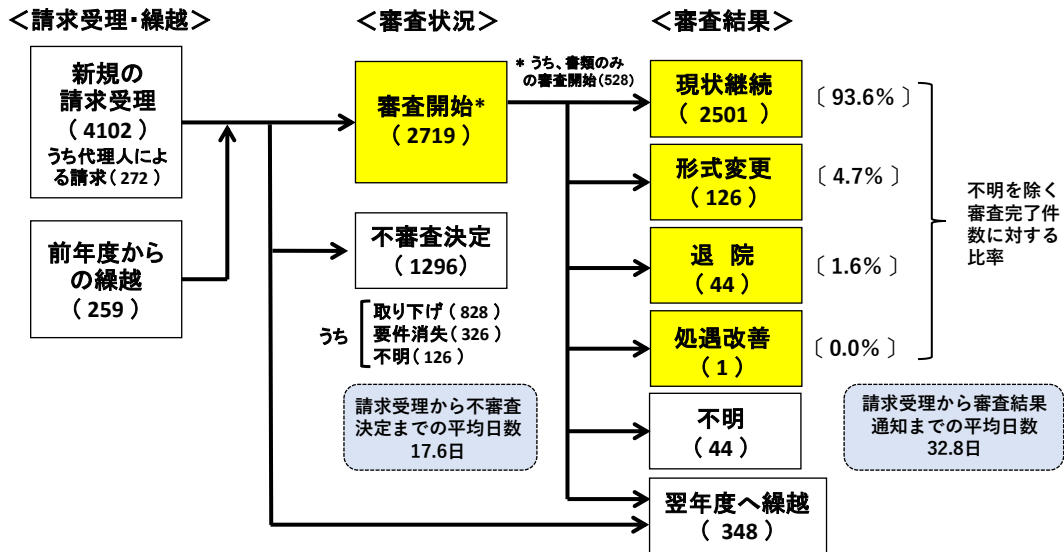 ＜請求受理・繰越＞
新規の
請求受理
( 4102 )
うち代理人によ
る請求( 272 )
前年度から
の繰越
( 259 )
＜審査状況＞
審査開始*
( 2719 )
* うち、書類のみ
の審査開始(528)
不審査決定
( 1296)
うち
取り下げ( 828 )
要件消失( 326 )
不明( 126 )
請求受理から不審査
決定までの平均日数
17.6日
＜審査結果＞
現状継続
( 2501 )
〔 93.6% 〕
形式変更
( 126 )
〔 4.7% 〕
退 院
( 44 )
〔 1.6% 〕
処遇改善
( 1 )
〔 0.0% 〕
不明を除く
審査完了件
数に対する
比率
不明
( 44 )
請求受理から審査結果
通知までの平均日数
32.8日
翌年度へ繰越
( 348 )